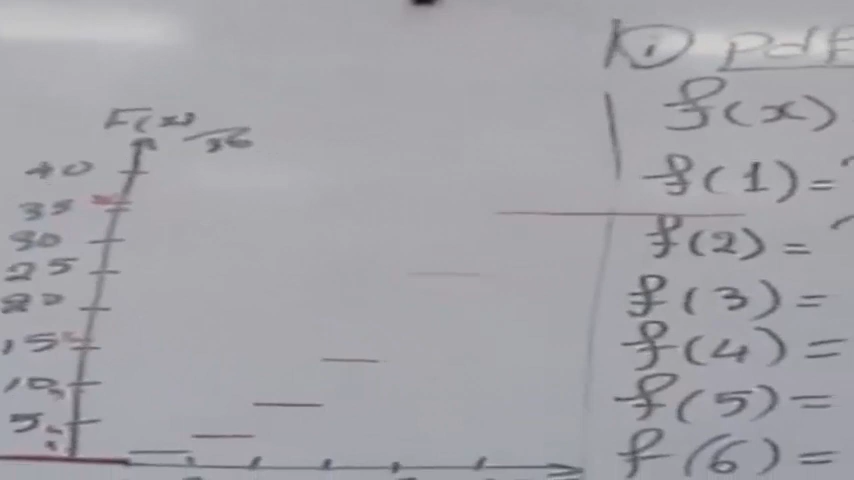 F(x)/36
40
35
30
25
20
15
10
5
① pdf
f(x)
f(1) =
f(2) =
f(3) =
f(4) =
f(5) =
f(6) =